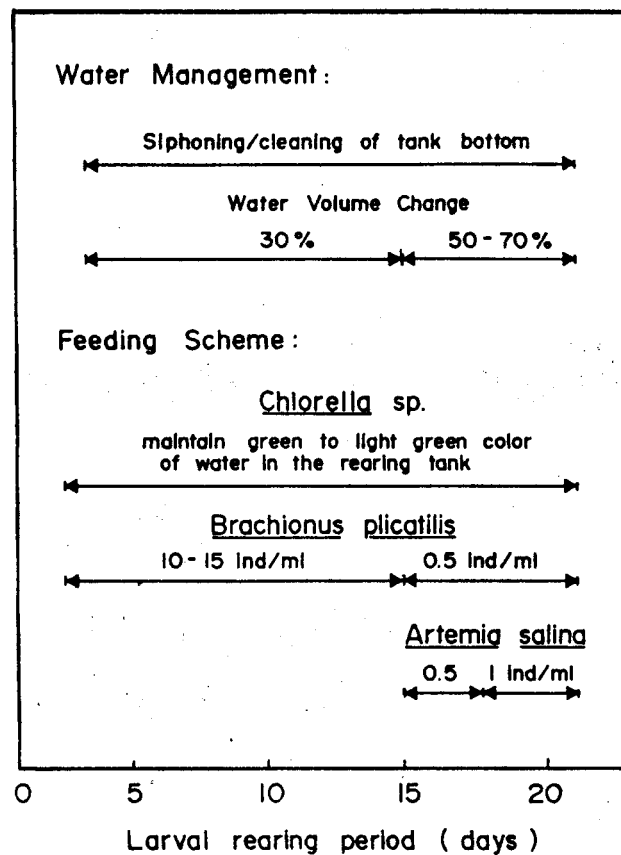 Water Management :
Siphoning/cleaning of tank bottom
Water Volume Change
30% 50-70%
Feeding Scheme :
Chlorella sp.
maintain green to light green color
of water in the rearing tank
Brachionus plicatilis
10-15 ind/ml 0.5 ind/ml
Artemia salina
0.5 1 ind/ml
0 5 10 15 20
Larval rearing period ( days )